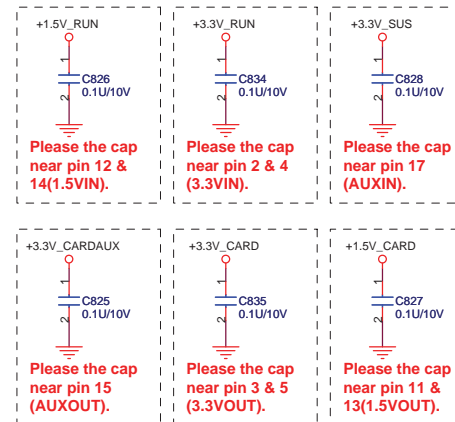 +1.5V_RUN
1
C826
0.1U/10V
2
Please the cap
near pin 12 &
14(1.5VIN).
+3.3V_RUN
1
C834
0.1U/10V
2
Please the cap
near pin 2 & 4
(3.3VIN).
+3.3V_SUS
1
C828
0.1U/10V
2
Please the cap
near pin 17
(AUXIN).
+3.3V_CARDAUX
1
C825
0.1U/10V
2
Please the cap
near pin 15
(AUXOUT).
+3.3V_CARD
1
C835
0.1U/10V
2
Please the cap
near pin 3 & 5
(3.3VOUT).
+1.5V_CARD
1
C827
0.1U/10V
2
Please the cap
near pin 11 &
13(1.5VOUT).